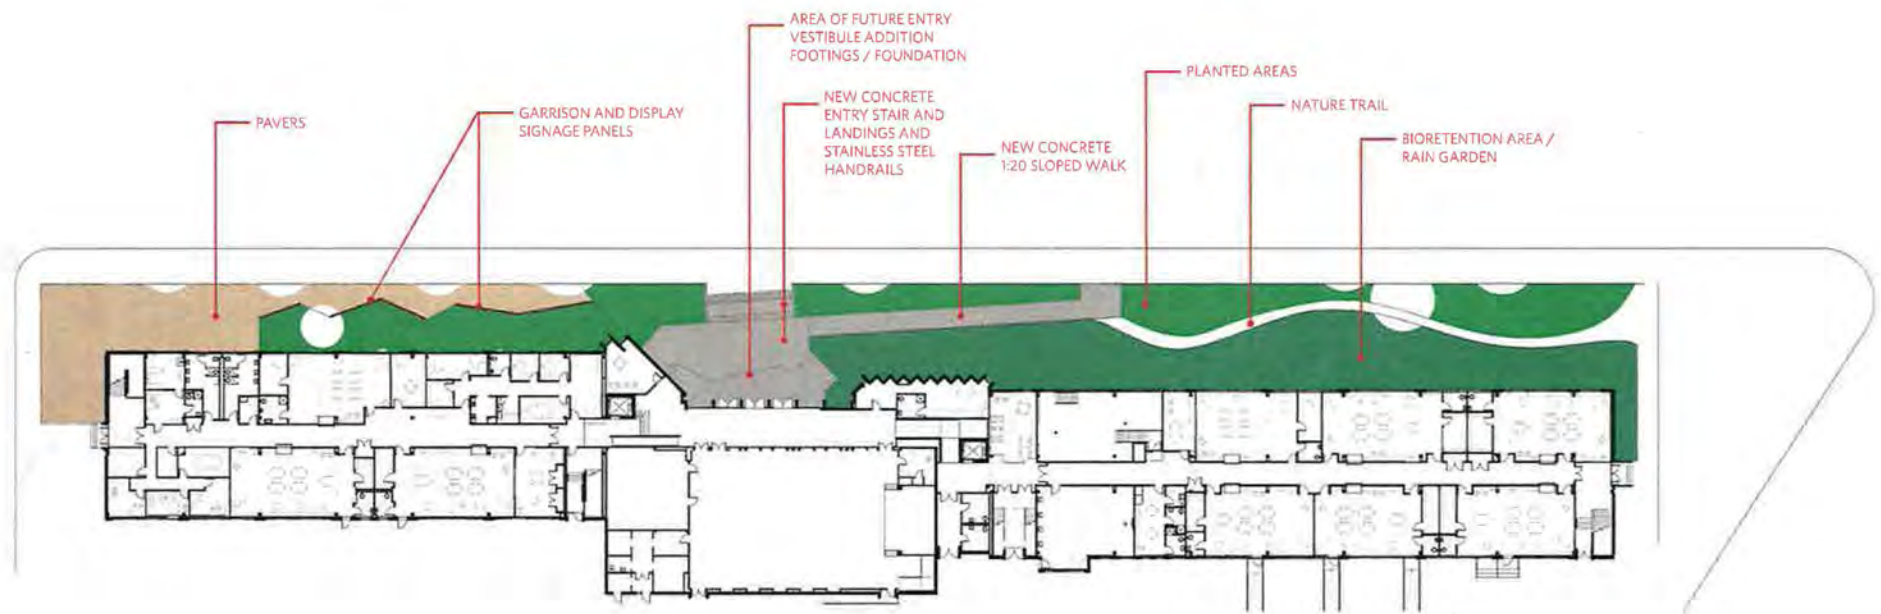 AREA OF FUTURE ENTRY
VESTIBULE ADDITION
FOOTINGS / FOUNDATION
PLANTED AREAS
NEW CONCRETE
ENTRY STAIR AND
LANDINGS AND
STAINLESS STEEL
HANDRAILS
NATURE TRAIL
GARRISON AND DISPLAY
SIGNAGE PANELS
PAVERS
BIORETENTION AREA /
RAIN GARDEN
NEW CONCRETE
1:20 SLOPED WALK